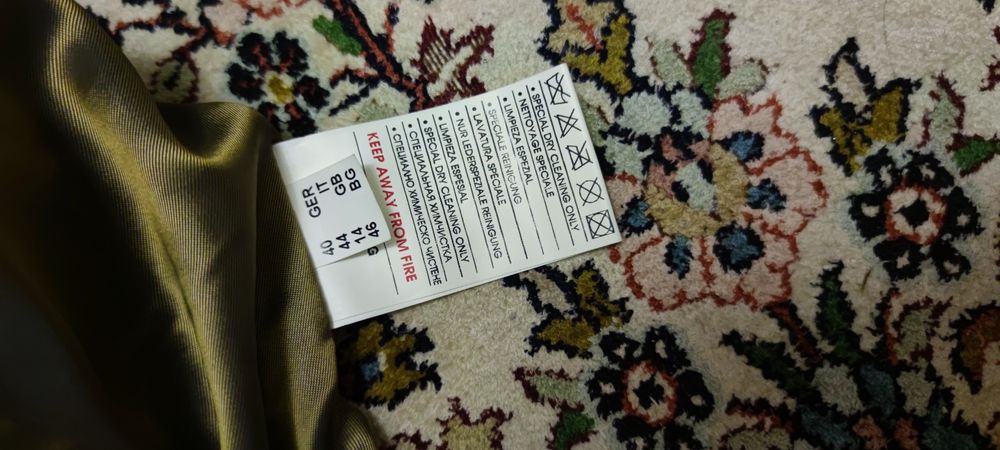 • SPECIAL DRY CLEANING ONLY
• NETTOYAGE SPECIALE
• LIMPIEZA ESPEZIAL
• SPECIALE REINIGUNG
• LAVATURA SPECIALE
• NUR LEDERSPEZIALE REINIGUNG
• LIMPIEZA ESPESIAL
• SPECIAL DRY CLEANING ONLY
• СПЕЦИАЛЬНАЯ ХИМЧИСТКА
• СПЕЦИАЛНО ХИМИЧЕСКО ЧИСТЕНЕ
KEEP AWAY FROM FIRE
GER 40
IT 44
GB 14
BG 46